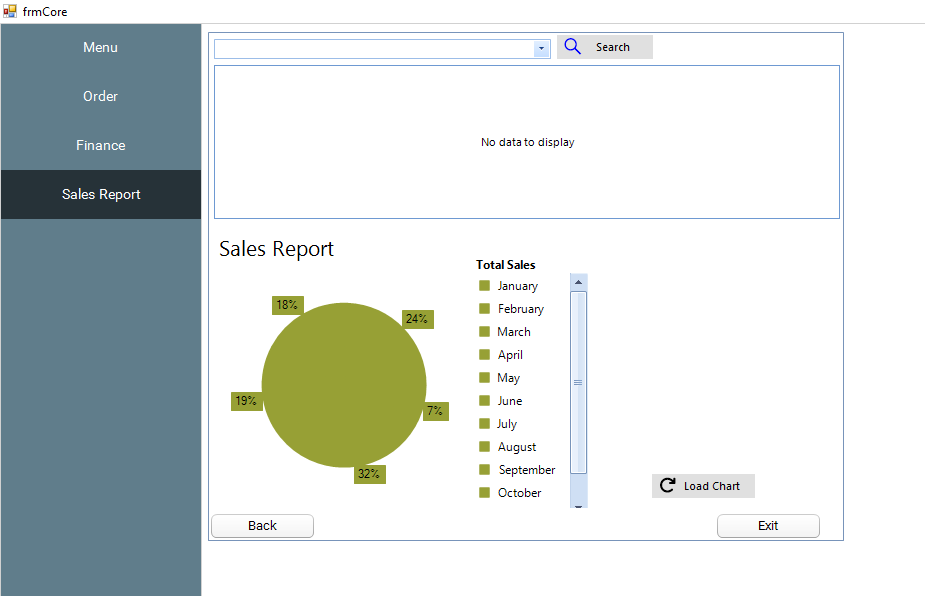 frmCore
Menu
Order
Finance
Sales Report
Search
No data to display
Sales Report
18%
24%
19%
7%
32%
Total Sales
January
February
March
April
May
June
July
August
September
October
Load Chart
Back
Exit